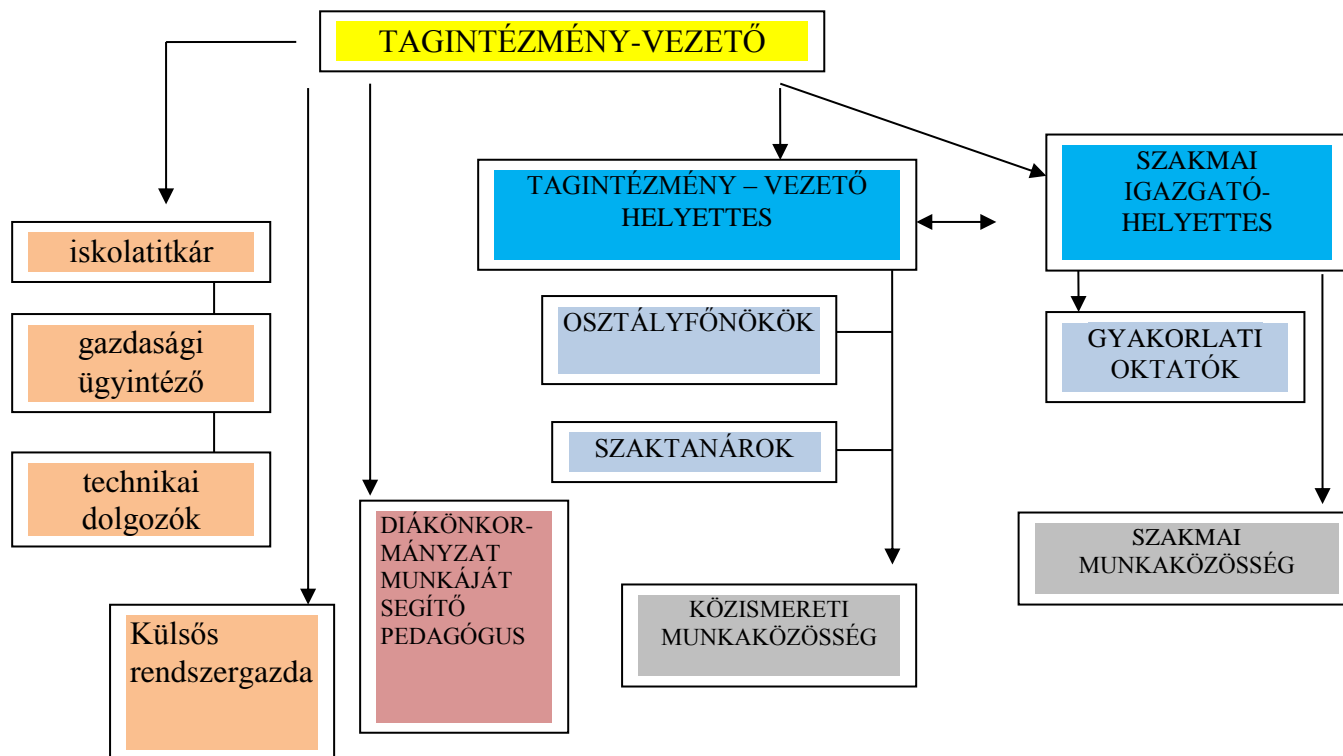 TAGINTÉZMÉNY-VEZETŐ
TAGINTÉZMÉNY – VEZETŐ
HELYETTES
SZAKMAI
IGAZGATÓ-
HELYETTES
iskolatitkár
gazdasági
ügyintéző
technikai
dolgozók
OSZTÁLYFŐNÖKÖK
GYAKORLATI
OKTATÓK
SZAKTANÁROK
DIÁKÖNKOR-
MÁNYZAT
MUNKÁJÁT
SEGÍTŐ
PEDAGÓGUS
SZAKMAI
MUNKAKÖZÖSSÉG
Külsős
rendszergazda
KÖZISMERETI
MUNKAKÖZÖSSÉG